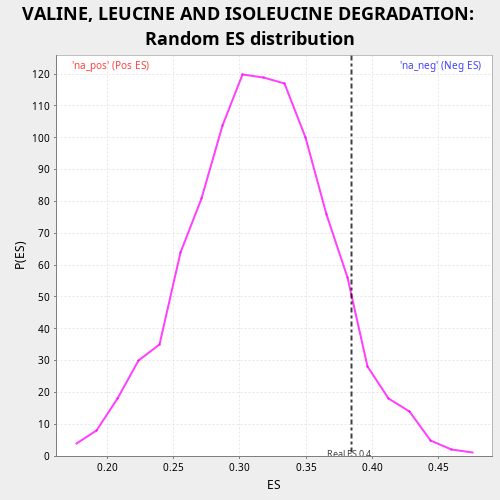 VALINE, LEUCINE AND ISOLEUCINE DEGRADATION:
Random ES distribution
'na_pos' (Pos ES)
'na_neg' (Neg ES)
120
110
100
90
80
70
60
50
40
30
20
10
0
P(ES)
Real ES 0.4
0.20 0.25 0.30 0.35 0.40 0.45
ES